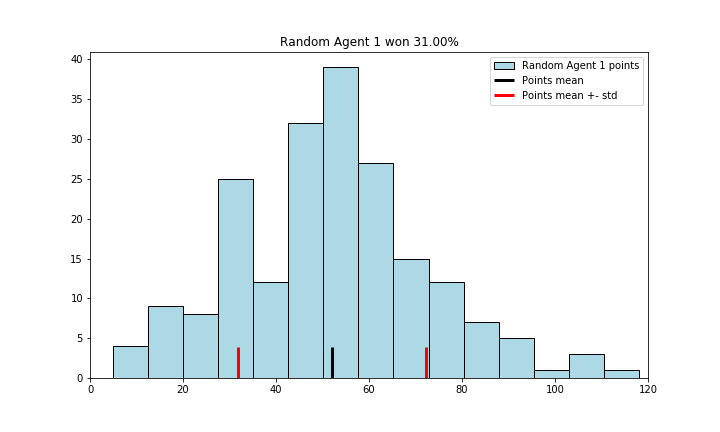 Random Agent 1 won 31.00%
Random Agent 1 points
Points mean
Points mean +- std
40
35
30
25
20
15
10
5
0
0 20 40 60 80 100 120